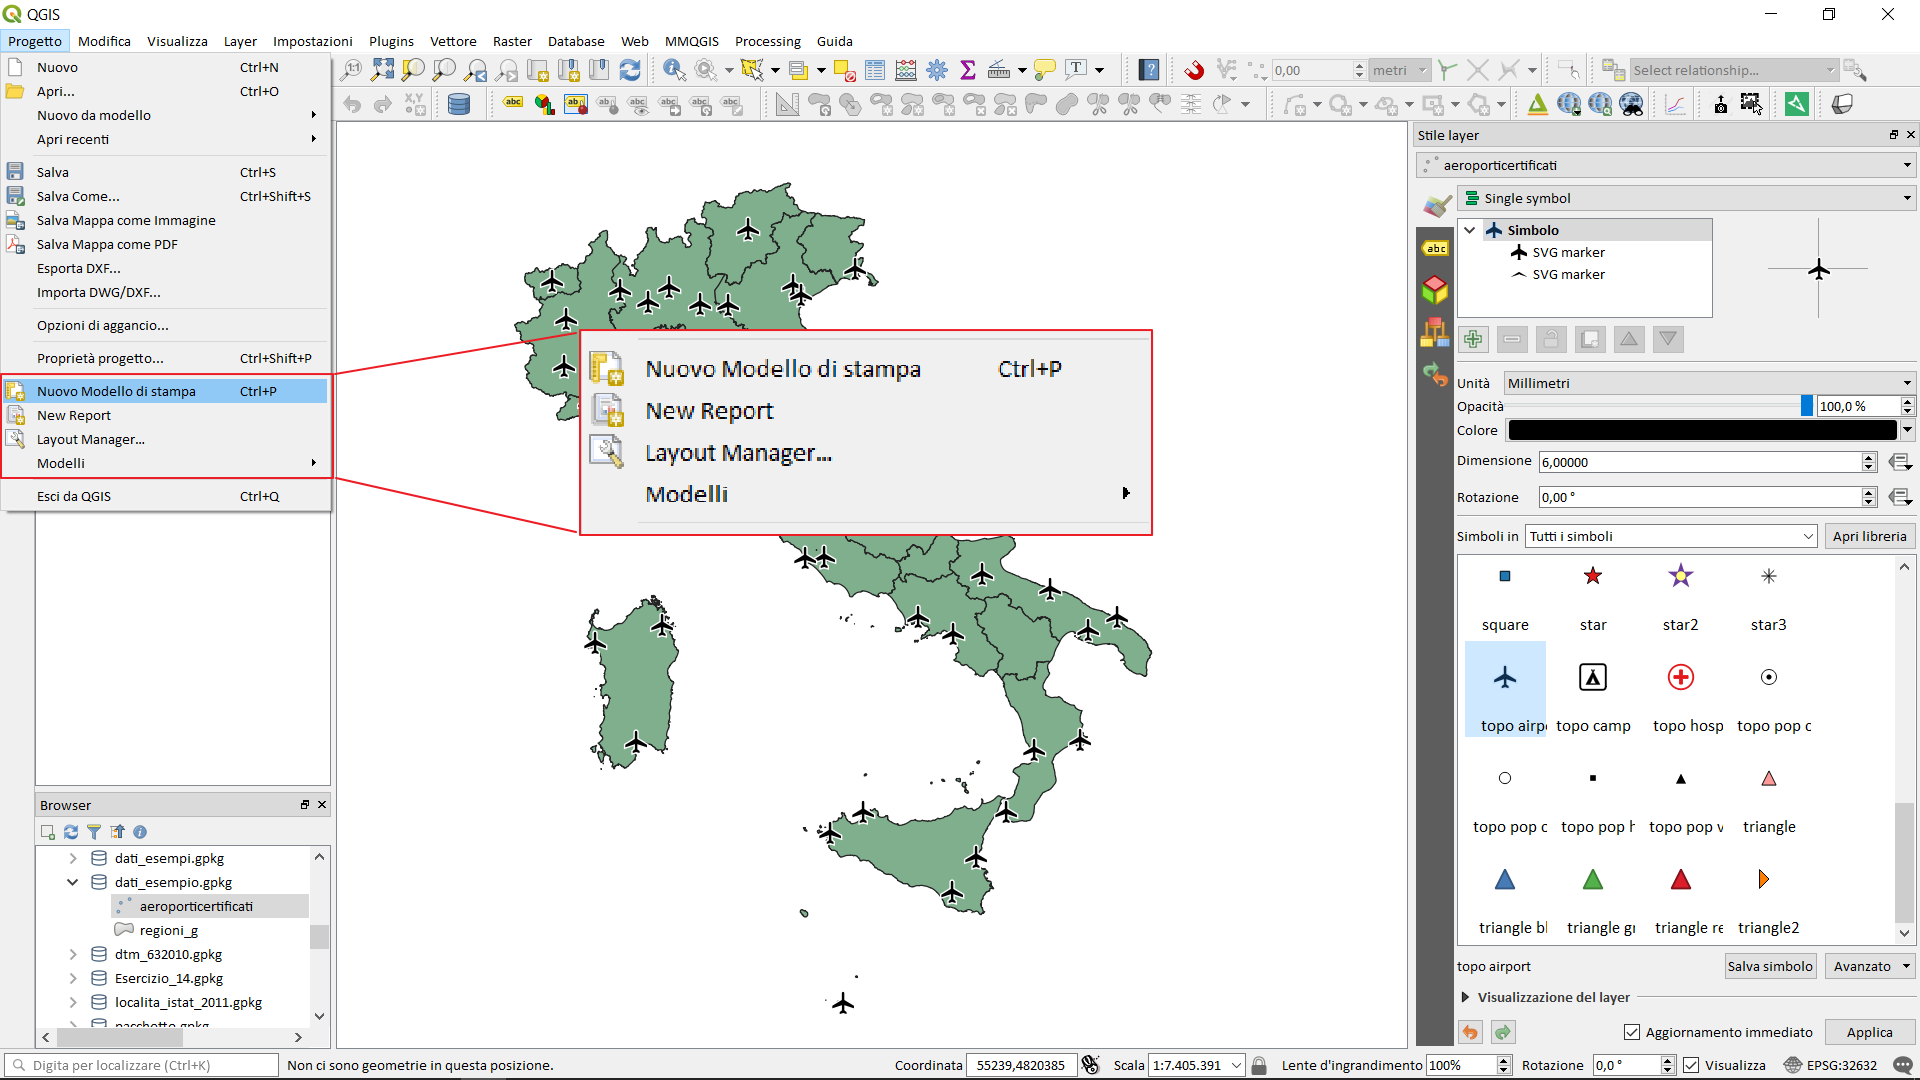 QGIS
Progetto Modifica Visualizza Layer Impostazioni Plugins Vettore Raster Database Web MMQGIS Processing Guida
Nuovo Ctrl+N
Apri... Ctrl+O
Nuovo da modello
Apri recenti
Salva Ctrl+S
Salva Come... Ctrl+Shift+S
Salva Mappa come Immagine
Salva Mappa come PDF
Esporta DXF...
Importa DWG/DXF...
Opzioni di aggancio...
Proprietà progetto... Ctrl+Shift+P
Nuovo Modello di stampa Ctrl+P
New Report
Layout Manager...
Modelli
Esci da QGIS Ctrl+Q
0,00 metri Select relationship...
abc abc
Nuovo Modello di stampa Ctrl+P
New Report
Layout Manager...
Modelli
Browser
dati_esempi.gpkg
dati_esempio.gpkg
aeroporticertificati
regioni_g
dtm_632010.gpkg
Esercizio_14.gpkg
localita_istat_2011.gpkg
Stile layer
aeroporticertificati
Single symbol
abc
Simbolo
SVG marker
SVG marker
Unità Millimetri
Opacità 100,0 %
Colore
Dimensione 6,00000
Rotazione 0,00 °
Simboli in Tutti i simboli Apri libreria
square star star2 star3
topo airp topo camp topo hosp topo pop c
topo pop c topo pop h topo pop v triangle
triangle bl triangle gr triangle re triangle2
topo airport Salva simbolo Avanzato
Visualizzazione del layer
Aggiornamento immediato Applica
Digita per localizzare (Ctrl+K) Non ci sono geometrie in questa posizione. Coordinata 55239,4820385 Scala 1:7.405.391 Lente d'ingrandimento 100% Rotazione 0,0 ° Visualizza EPSG:32632